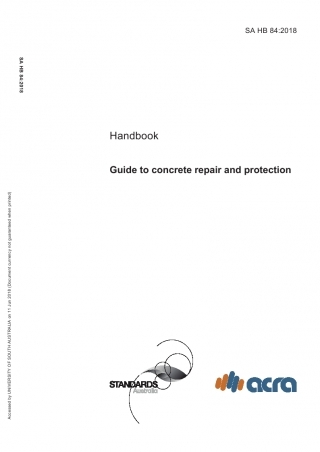 SA HB 84:2018
SA HB 84:2018
Handbook
Guide to concrete repair and protection
Accessed by UNIVERSITY OF SOUTH AUSTRALIA on 11 Jun 2018 (Document currency not guaranteed when printed)
STANDARDS
Australia
acra